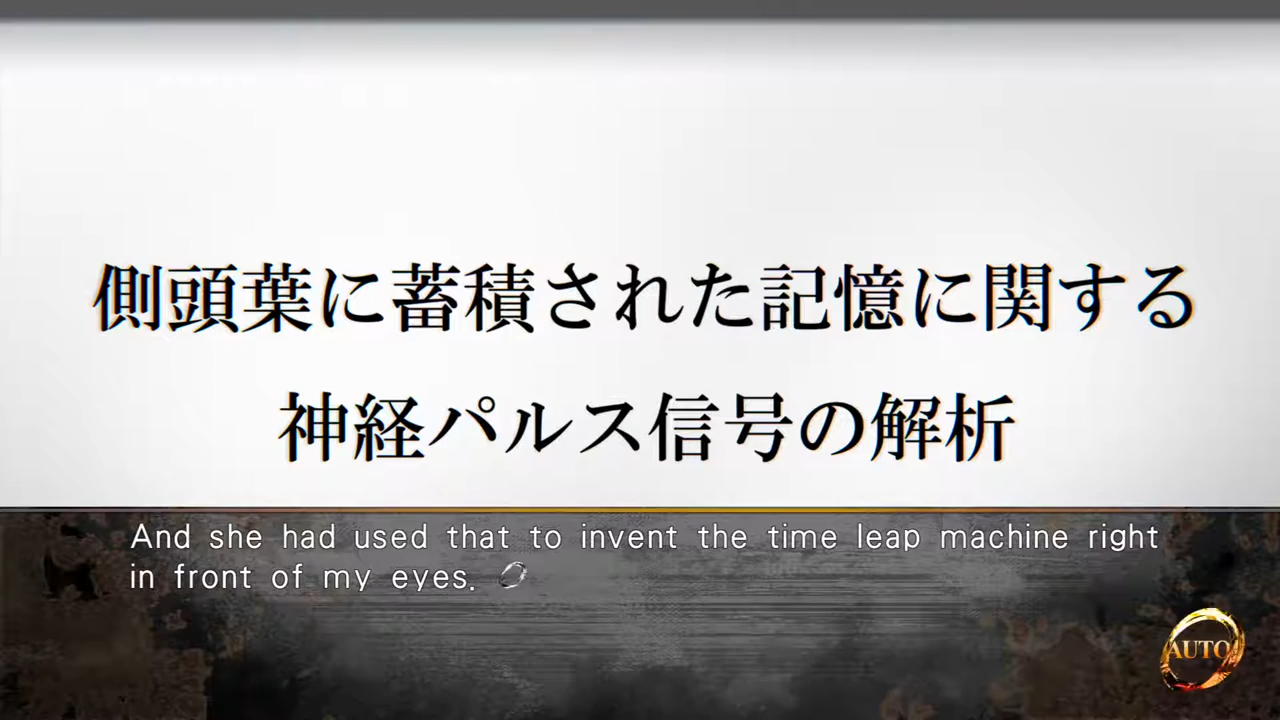 側頭葉に蓄積された記憶に関する
神経パルス信号の解析
And she had used that to invent the time leap machine right
in front of my eyes.
AUTO